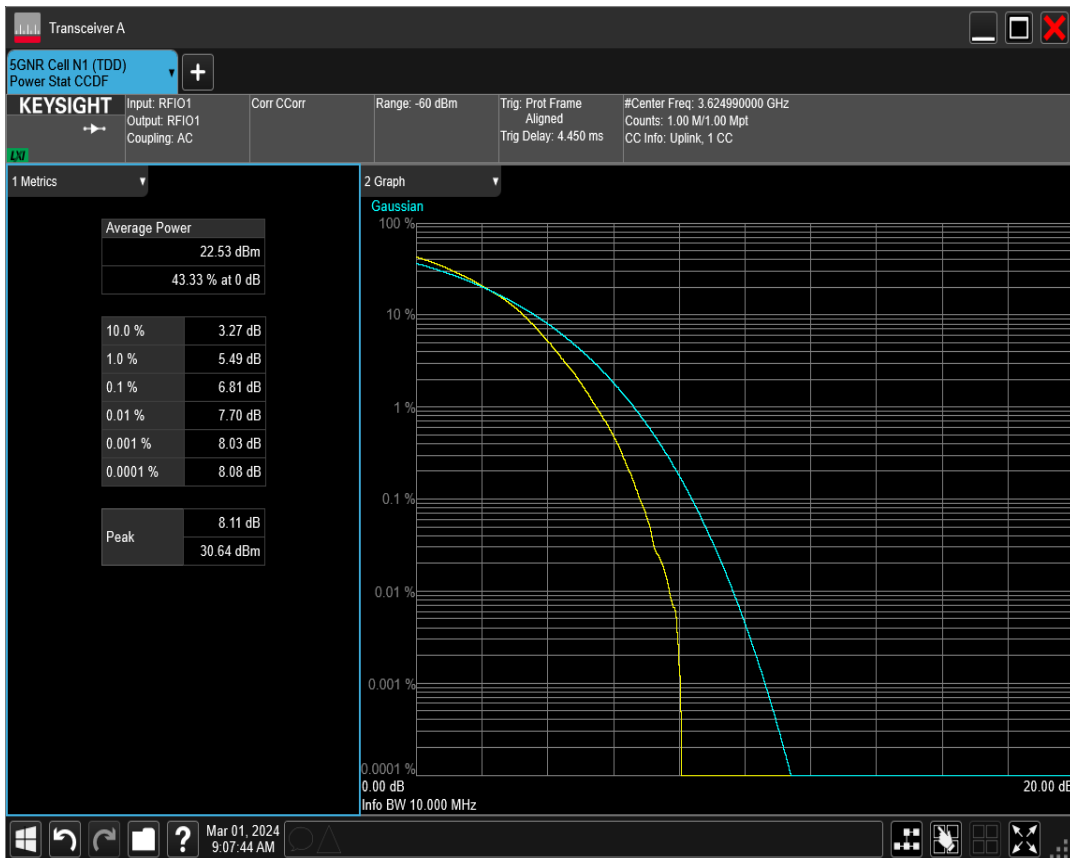 Transceiver A
5GNR Cell N1 (TDD)
Power Stat CCDF
+
KEYSIGHT
LXI
Input: RFIO1
Output: RFIO1
Coupling: AC
Corr CCorr
Range: -60 dBm
Trig: Prot Frame
Aligned
Trig Delay: 4.450 ms
#Center Freq: 3.624990000 GHz
Counts: 1.00 M/1.00 Mpt
CC Info: Uplink, 1 CC
1 Metrics
Average Power
22.53 dBm
43.33 % at 0 dB
10.0 % 3.27 dB
1.0 % 5.49 dB
0.1 % 6.81 dB
0.01 % 7.70 dB
0.001 % 8.03 dB
0.0001 % 8.08 dB
Peak
8.11 dB
30.64 dBm
2 Graph
Gaussian
100 %
10 %
1 %
0.1 %
0.01 %
0.001 %
0.0001 %
0.00 dB 20.00 dB
Info BW 10.000 MHz
?
Mar 01, 2024
9:07:44 AM